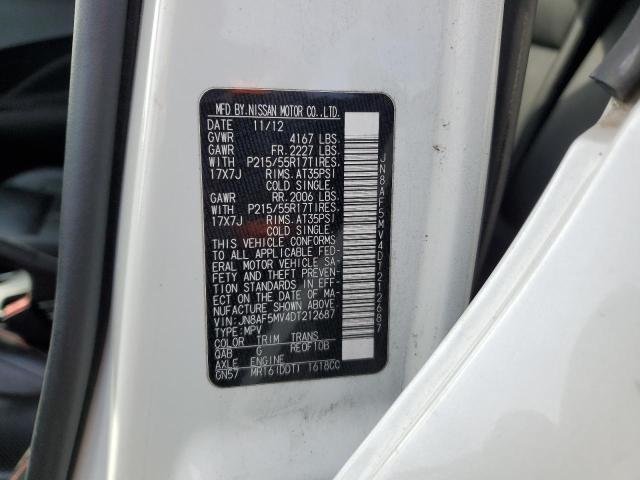 MFD BY.NISSAN MOTOR CO.,LTD.
DATE 11/12
GVWR 4167 LBS.
GAWR FR.2227 LBS.
WITH P215/55R17TIRES.
17X7J RIMS.AT35PSI
COLD SINGLE.
GAWR RR.2006 LBS.
WITH P215/55R17TIRES.
17X7J RIMS.AT35PSI
COLD SINGLE.
THIS VEHICLE CONFORMS
TO ALL APPLICABLE FED-
ERAL MOTOR VEHICLE SA-
FETY AND THEFT PREVEN-
TION STANDARDS IN EFF-
ECT ON THE DATE OF MA-
NUFACTURE SHOWN ABOVE.
VIN:JN8AF5MV4DT212687
TYPE:MPV
COLOR TRIM TRANS
QAB G RE0F10B
AXLE ENGINE
GN57 MR16(DDT) 1618CC
JN8AF5MV4DT212687